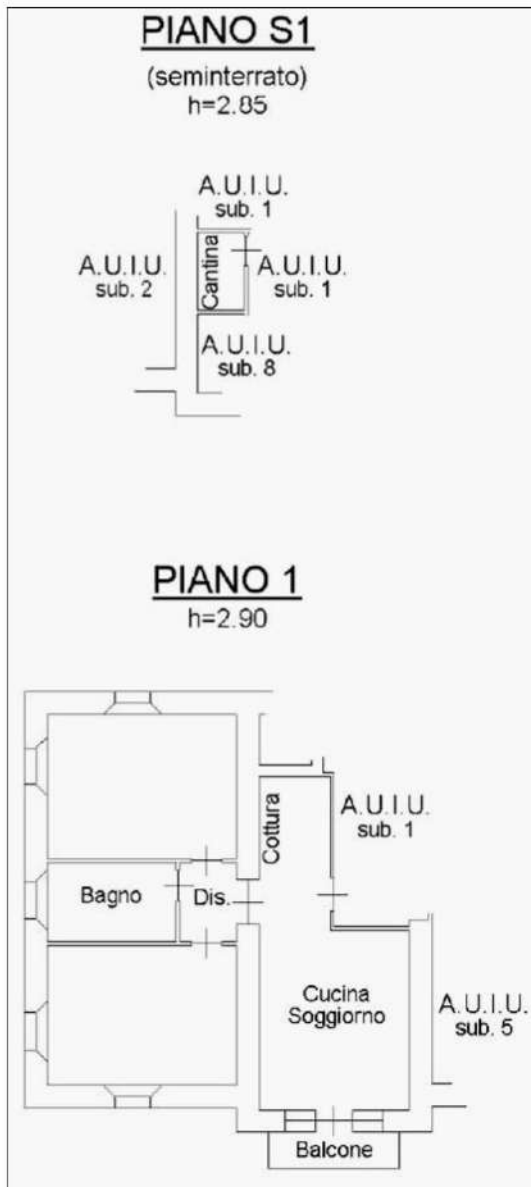 PIANO S1
(seminterrato)
h=2.85
A.U.I.U.
sub. 1
A.U.I.U.
sub. 2
Cantina
A.U.I.U.
sub. 1
A.U.I.U.
sub. 8
PIANO 1
h=2.90
Cottura
A.U.I.U.
sub. 1
Bagno
Dis.
Cucina
Soggiorno
A.U.I.U.
sub. 5
Balcone